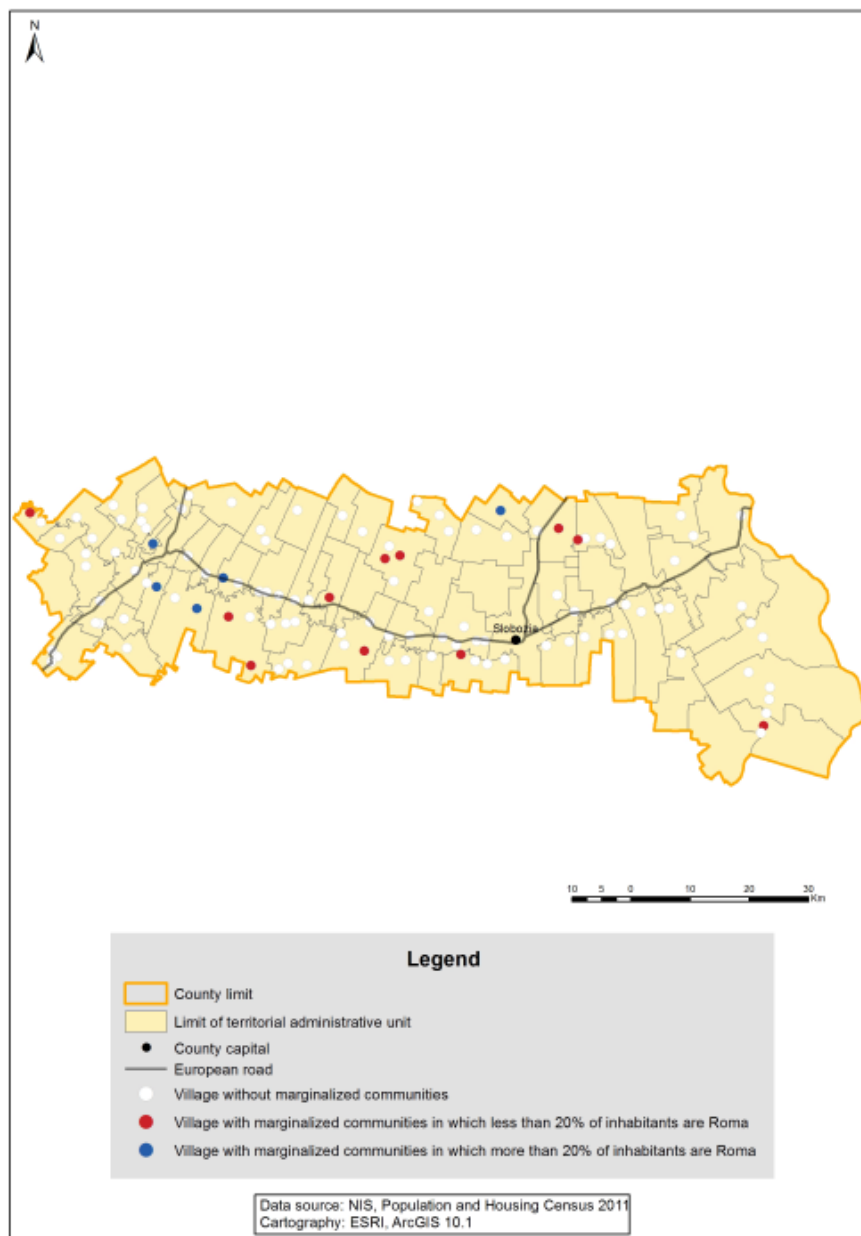 N
Slobozia
10 5 0 10 20 30
Km
Legend
County limit
Limit of territorial administrative unit
County capital
European road
Village without marginalized communities
Village with marginalized communities in which less than 20% of inhabitants are Roma
Village with marginalized communities in which more than 20% of inhabitants are Roma
Data source: NIS, Population and Housing Census 2011
Cartography: ESRI, ArcGIS 10.1